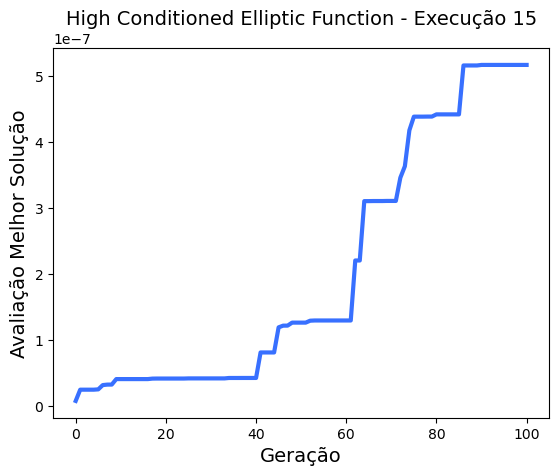 High Conditioned Elliptic Function - Execução 15
1e−7
5
4
3
2
1
0
Avaliação Melhor Solução
0 20 40 60 80 100
Geração